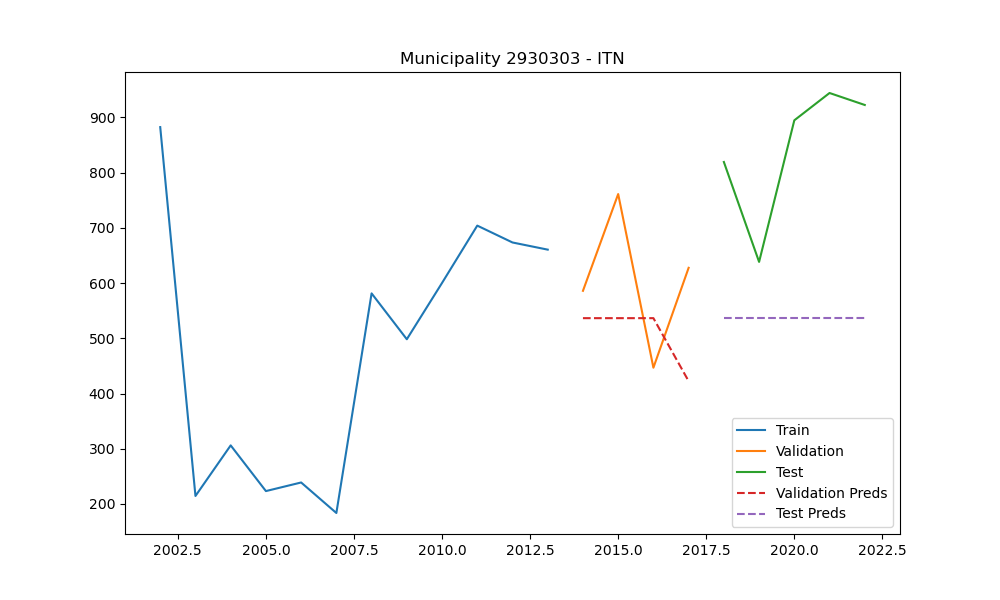 Municipality 2930303 - ITN
900
800
700
600
500
400
300
200
2002.5 2005.0 2007.5 2010.0 2012.5 2015.0 2017.5 2020.0 2022.5
Train
Validation
Test
Validation Preds
Test Preds